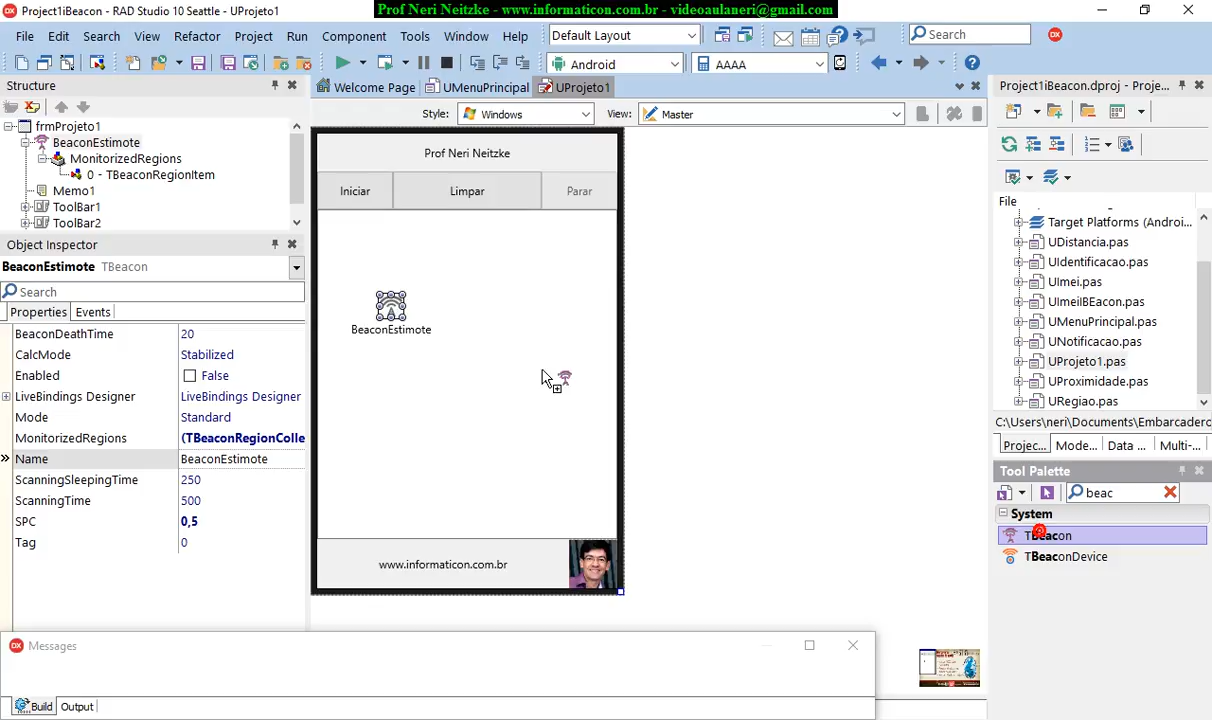 Project1iBeacon - RAD Studio 10 Seattle - UProjeto1
Prof Neri Neitzke - www.informaticon.com.br - videoaulaneri@gmail.com
File Edit Search View Refactor Project Run Component Tools Window Help
Default Layout
Search
Android
AAAA
Structure
frmProjeto1
BeaconEstimote
MonitorizedRegions
0 - TBeaconRegionItem
Memo1
ToolBar1
ToolBar2
Object Inspector
BeaconEstimote TBeacon
Search
Properties Events
BeaconDeathTime 20
CalcMode Stabilized
Enabled False
LiveBindings Designer LiveBindings Designer
Mode Standard
MonitorizedRegions (TBeaconRegionColle
Name BeaconEstimote
ScanningSleepingTime 250
ScanningTime 500
SPC 0,5
Tag 0
Welcome Page UMenuPrincipal UProjeto1
Style: Windows View: Master
Prof Neri Neitzke
Iniciar Limpar Parar
BeaconEstimote
www.informaticon.com.br
Messages
Build Output
Project1iBeacon.dproj - Proje...
File
Target Platforms (Androi...
UDistancia.pas
UIdentificacao.pas
UImei.pas
UImeiIBEacon.pas
UMenuPrincipal.pas
UNotificacao.pas
UProjeto1.pas
UProximidade.pas
URegiao.pas
C:\Users\neri\Documents\Embarcadero
Projec... Mode... Data ... Multi-...
Tool Palette
beac
System
TBeacon
TBeaconDevice